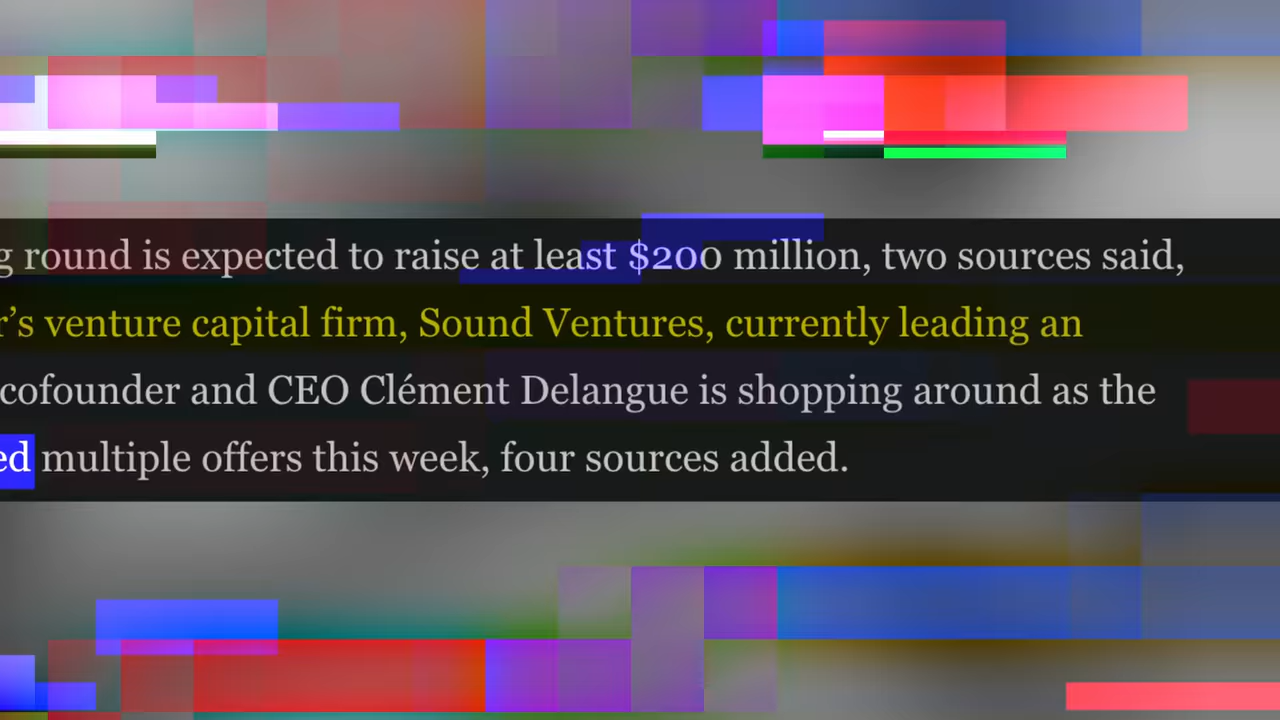 g round is expected to raise at least $200 million, two sources said,
r’s venture capital firm, Sound Ventures, currently leading an
cofounder and CEO Clément Delangue is shopping around as the
ed multiple offers this week, four sources added.